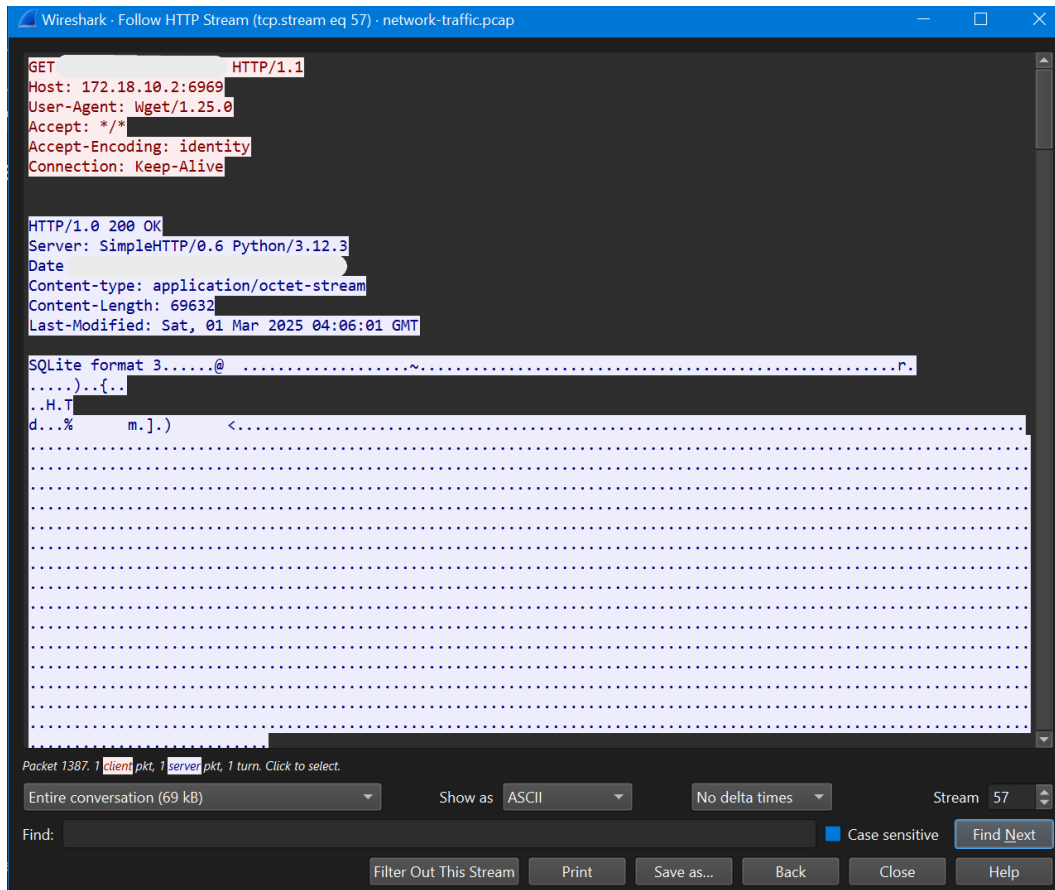 Wireshark · Follow HTTP Stream (tcp.stream eq 57) · network-traffic.pcap
GET HTTP/1.1
Host: 172.18.10.2:6969
User-Agent: Wget/1.25.0
Accept: */*
Accept-Encoding: identity
Connection: Keep-Alive
HTTP/1.0 200 OK
Server: SimpleHTTP/0.6 Python/3.12.3
Date
Content-type: application/octet-stream
Content-Length: 69632
Last-Modified: Sat, 01 Mar 2025 04:06:01 GMT
SQLite format 3......@ ...................~......................................................r.
.....)..{..
..H.T
d...% m.].) <..........................................................................................
Packet 1387. 1 client pkt, 1 server pkt, 1 turn. Click to select.
Entire conversation (69 kB) Show as ASCII No delta times Stream 57
Find: Case sensitive Find Next
Filter Out This Stream Print Save as... Back Close Help